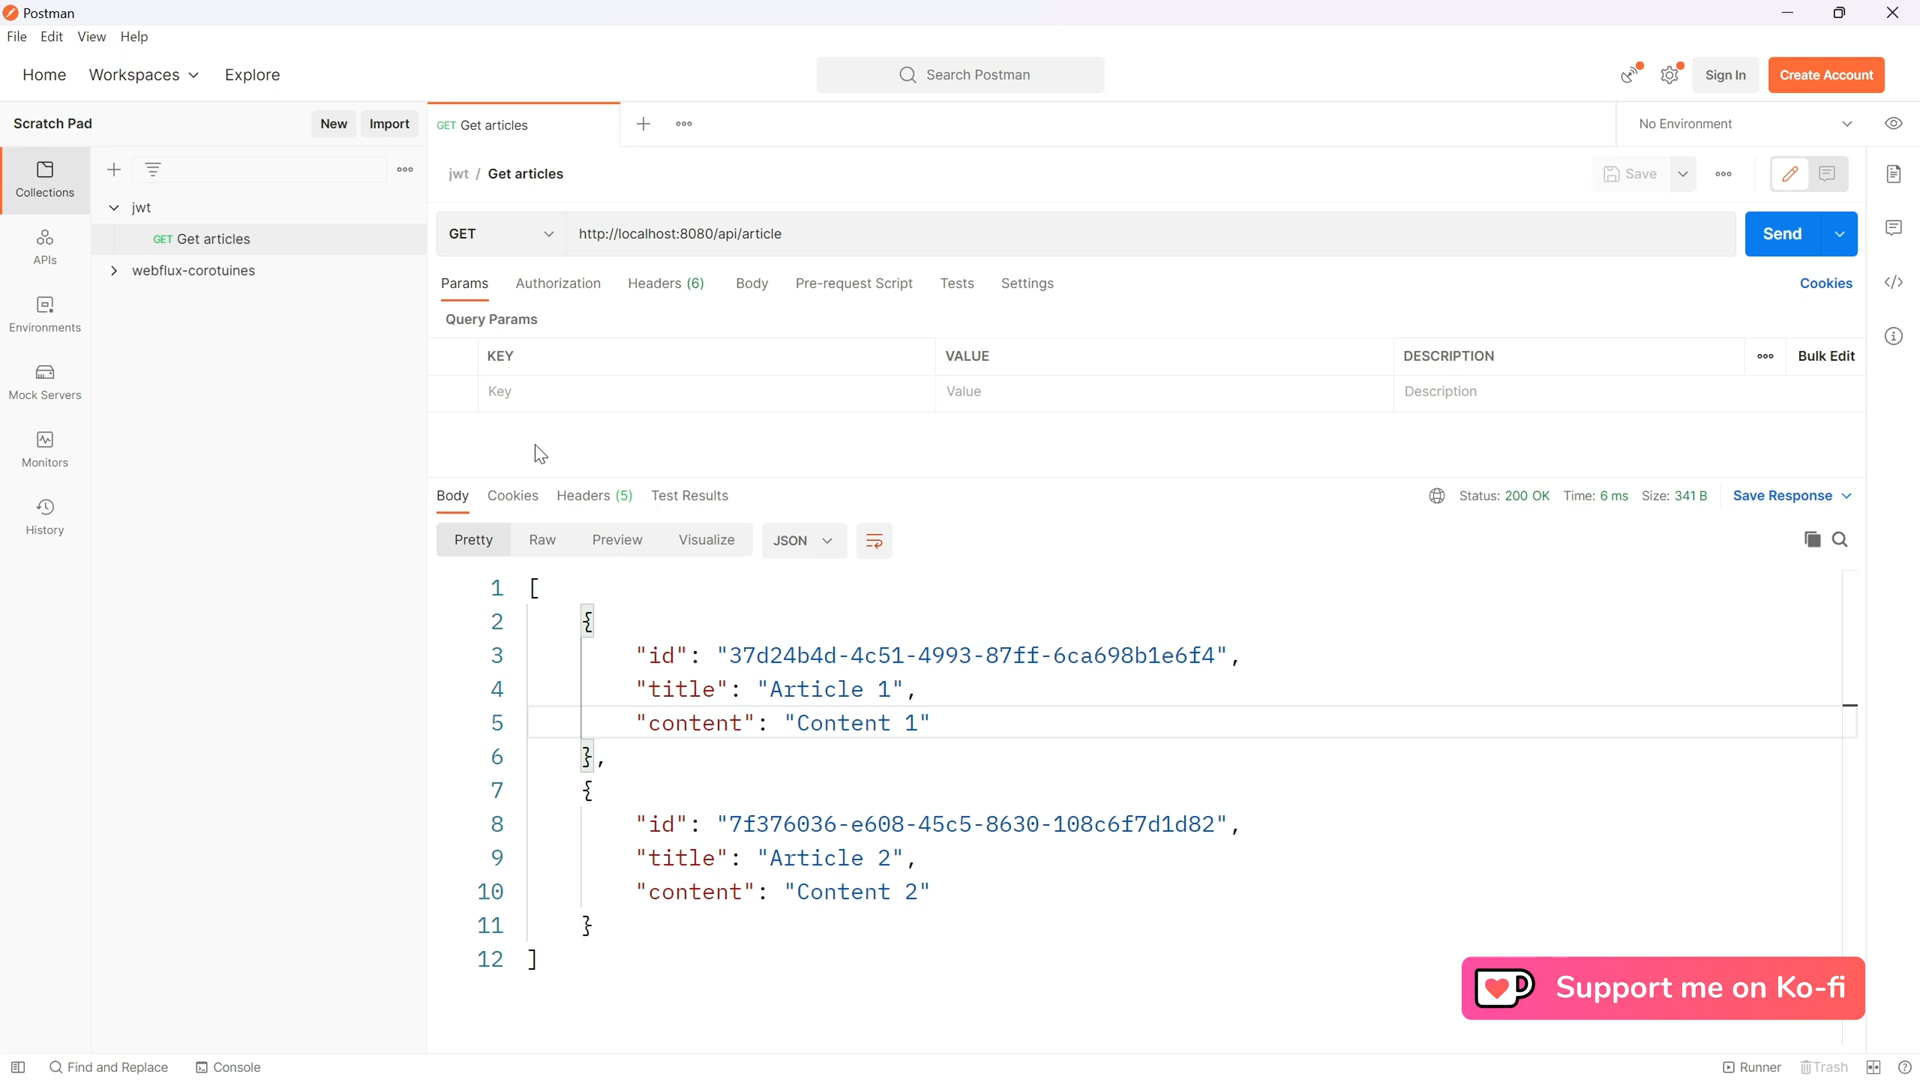 Postman
File Edit View Help
Home Workspaces Explore
Search Postman
Sign In
Create Account
Scratch Pad
New
Import
GET Get articles
No Environment
Collections
APIs
Environments
Mock Servers
Monitors
History
jwt
GET Get articles
webflux-corotuines
jwt / Get articles
Save
GET
http://localhost:8080/api/article
Send
Params Authorization Headers (6) Body Pre-request Script Tests Settings
Cookies
Query Params
KEY VALUE DESCRIPTION
Bulk Edit
Key Value Description
Body Cookies Headers (5) Test Results
Status: 200 OK Time: 6 ms Size: 341 B
Save Response
Pretty Raw Preview Visualize
JSON
1 [
2 {
3 "id": "37d24b4d-4c51-4993-87ff-6ca698b1e6f4",
4 "title": "Article 1",
5 "content": "Content 1"
6 },
7 {
8 "id": "7f376036-e608-45c5-8630-108c6f7d1d82",
9 "title": "Article 2",
10 "content": "Content 2"
11 }
12 ]
Support me on Ko-fi
Find and Replace
Console
Runner
Trash